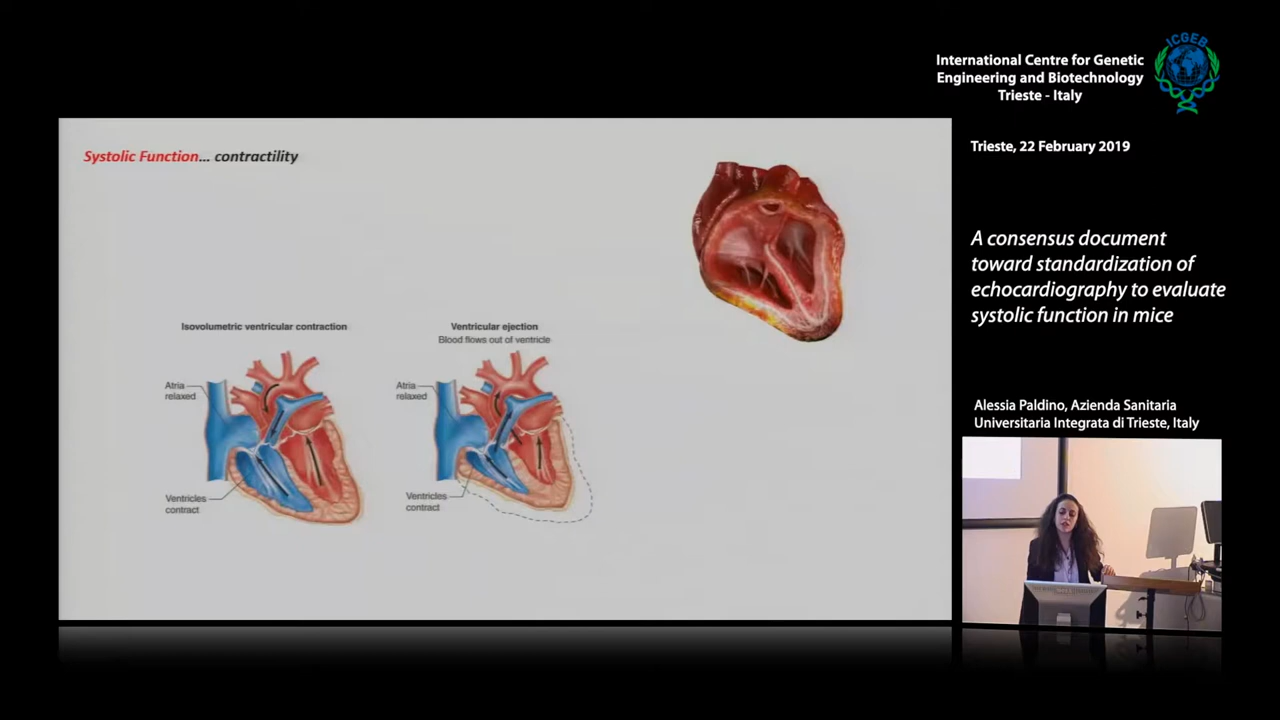 ICGEB
International Centre for Genetic
Engineering and Biotechnology
Trieste - Italy
Trieste, 22 February 2019
A consensus document
toward standardization of
echocardiography to evaluate
systolic function in mice
Alessia Paldino, Azienda Sanitaria
Universitaria Integrata di Trieste, Italy
Systolic Function... contractility
Isovolumetric ventricular contraction
Atria
relaxed
Ventricles
contract
Ventricular ejection
Blood flows out of ventricle
Atria
relaxed
Ventricles
contract